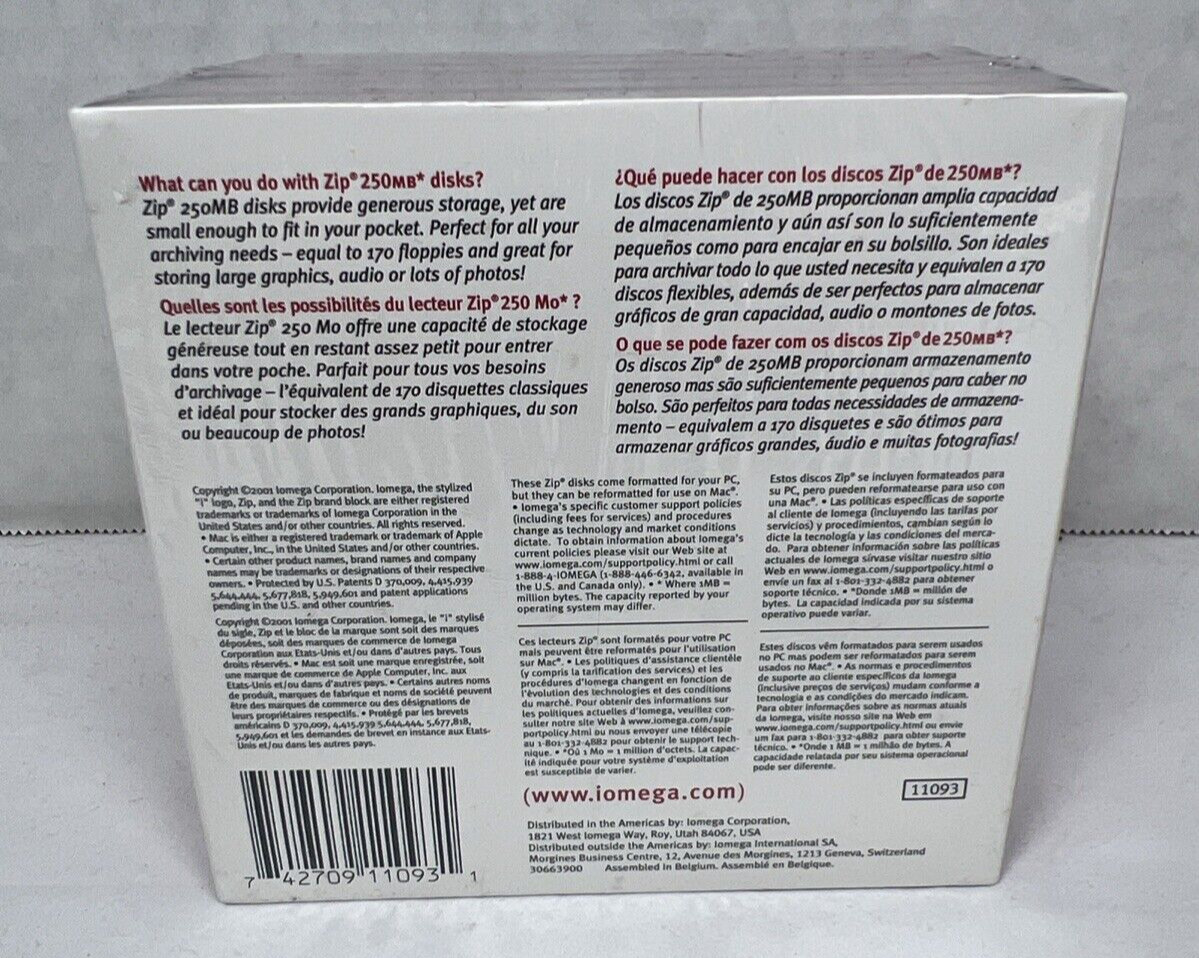 What can you do with Zip® 250MB* disks?
Zip® 250MB disks provide generous storage, yet are
small enough to fit in your pocket. Perfect for all your
archiving needs – equal to 170 floppies and great for
storing large graphics, audio or lots of photos!
Quelles sont les possibilités du lecteur Zip® 250 Mo* ?
Le lecteur Zip® 250 Mo offre une capacité de stockage
généreuse tout en restant assez petit pour entrer
dans votre poche. Parfait pour tous vos besoins
d'archivage – l'équivalent de 170 disquettes classiques
et idéal pour stocker des grands graphiques, du son
ou beaucoup de photos!
¿Qué puede hacer con los discos Zip® de 250MB*?
Los discos Zip® de 250MB proporcionan amplia capacidad
de almacenamiento y aún así son lo suficientemente
pequeños como para encajar en su bolsillo. Son ideales
para archivar todo lo que usted necesita y equivalen a 170
discos flexibles, además de ser perfectos para almacenar
gráficos de gran capacidad, audio o montones de fotos.
O que se pode fazer com os discos Zip® de 250MB*?
Os discos Zip® de 250MB proporcionam armazenamento
generoso mas são suficientemente pequenos para caber no
bolso. São perfeitos para todas necessidades de armazena-
mento – equivalem a 170 disquetes e são ótimos para
armazenar gráficos grandes, áudio e muitas fotografias!
Copyright ©2001 Iomega Corporation. Iomega, the stylized
"i" logo, Zip, and the Zip brand block are either registered
trademarks or trademarks of Iomega Corporation in the
United States and/or other countries. All rights reserved.
• Mac is either a registered trademark or trademark of Apple
Computer, Inc., in the United States and/or other countries.
• Certain other product names, brand names and company
names may be trademarks or designations of their respective
owners. • Protected by U.S. Patents D 370,009, 4,415,939
5,644,444, 5,677,818, 5,949,601 and patent applications
pending in the U.S. and other countries.
Copyright ©2001 Iomega Corporation. Iomega, le "i" stylisé
du sigle, Zip et le bloc de la marque sont soit des marques
déposées, soit des marques de commerce de Iomega
Corporation aux Etats-Unis et/ou dans d'autres pays. Tous
droits réservés. • Mac est soit une marque enregistrée, soit
une marque de commerce de Apple Computer, Inc. aux
Etats-Unis et/ou dans d'autres pays. • Certains autres noms
de produit, marques de fabrique et noms de société peuvent
être des marques de commerce ou des désignations de
leurs propriétaires respectifs. • Protégé par les brevets
américains D 370,009, 4,415,939 5,644,444, 5,677,818,
5,949,601 et les demandes de brevet en instance aux Etats-
Unis et/ou dans les autres pays.
These Zip® disks come formatted for your PC,
but they can be reformatted for use on Mac®.
• Iomega's specific customer support policies
(including fees for services) and procedures
change as technology and market conditions
dictate. To obtain information about Iomega's
current policies please visit our Web site at
www.iomega.com/supportpolicy.html or call
1-888-4-IOMEGA (1-888-446-6342, available in
the U.S. and Canada only). • * Where 1MB =
million bytes. The capacity reported by your
operating system may differ.
Ces lecteurs Zip® sont formatés pour votre PC
mais peuvent être reformatés pour l'utilisation
sur Mac®. • Les politiques d'assistance clientèle
(y compris la tarification des services) et les
procédures d'Iomega changent en fonction de
l'évolution des technologies et des conditions
du marché. Pour obtenir des informations sur
les politiques actuelles d'Iomega, veuillez con-
sulter notre site Web à www.iomega.com/sup-
portpolicy.html ou nous envoyer une télécopie
au 1-801-332-4882 pour obtenir le support tech-
nique. • *Où 1 Mo = 1 million d'octets. La capac-
ité indiquée pour votre système d'exploitation
est susceptible de varier.
Estos discos Zip® se incluyen formateados para
su PC, pero pueden reformatearse para uso con
una Mac®. • Las políticas específicas de soporte
al cliente de Iomega (incluyendo las tarifas por
servicios) y procedimientos, cambian según lo
dicte la tecnología y las condiciones del merca-
do. Para obtener información sobre las políticas
actuales de Iomega sírvase visitar nuestro sitio
Web en www.iomega.com/supportpolicy.html o
envíe un fax al 1-801-332-4882 para obtener
soporte técnico. • *Donde 1MB = millón de
bytes. La capacidad indicada por su sistema
operativo puede variar.
Estes discos vêm formatados para serem usados
no PC mas podem ser reformatados para serem
usados no Mac®. • As normas e procedimentos
de suporte ao cliente específicos da Iomega
(inclusive preços de serviços) mudam conforme a
tecnologia e as condições do mercado indicam.
Para obter informações sobre as normas atuais
da Iomega, visite nosso site na Web em
www.iomega.com/supportpolicy.html ou envie
um fax para 1-801-332-4882 para obter suporte
técnico. • *Onde 1 MB = 1 milhão de bytes. A
capacidade relatada por seu sistema operacional
pode ser diferente.
(www.iomega.com)
11093
Distributed in the Americas by: Iomega Corporation,
1821 West Iomega Way, Roy, Utah 84067, USA
Distributed outside the Americas by: Iomega International SA,
Morgines Business Centre, 12, Avenue des Morgines, 1213 Geneva, Switzerland
30663900 Assembled in Belgium. Assemblé en Belgique.
7 42709 11093 1